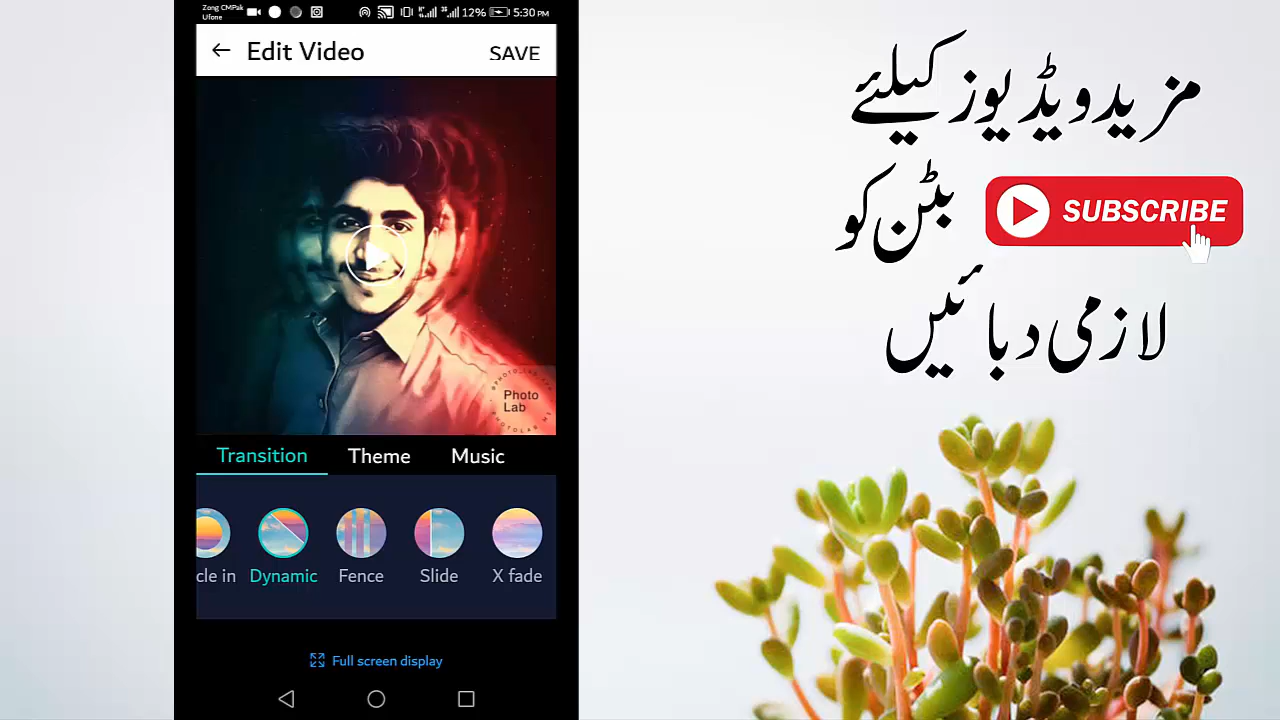 Zong CMPak
Ufone
12%
5:30 PM
Edit Video
SAVE
Photo
Lab
Transition
Theme
Music
cle in
Dynamic
Fence
Slide
X fade
Full screen display
مزید ویڈیوز کیلئے
بٹن کو
SUBSCRIBE
لازمی دبائیں